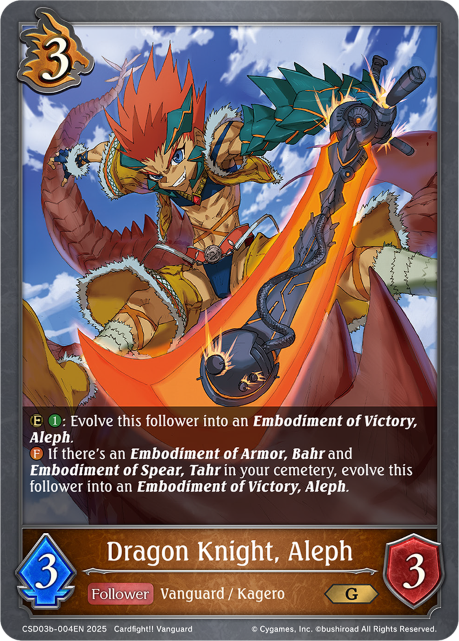 3
E 1: Evolve this follower into an Embodiment of Victory,
Aleph.
F If there's an Embodiment of Armor, Bahr and
Embodiment of Spear, Tahr in your cemetery, evolve this
follower into an Embodiment of Victory, Aleph.
Dragon Knight, Aleph
3
Follower Vanguard / Kagero G
3
CSD03b-004EN 2025 Cardfight!! Vanguard © Cygames, Inc. ©bushiroad All Rights Reserved.